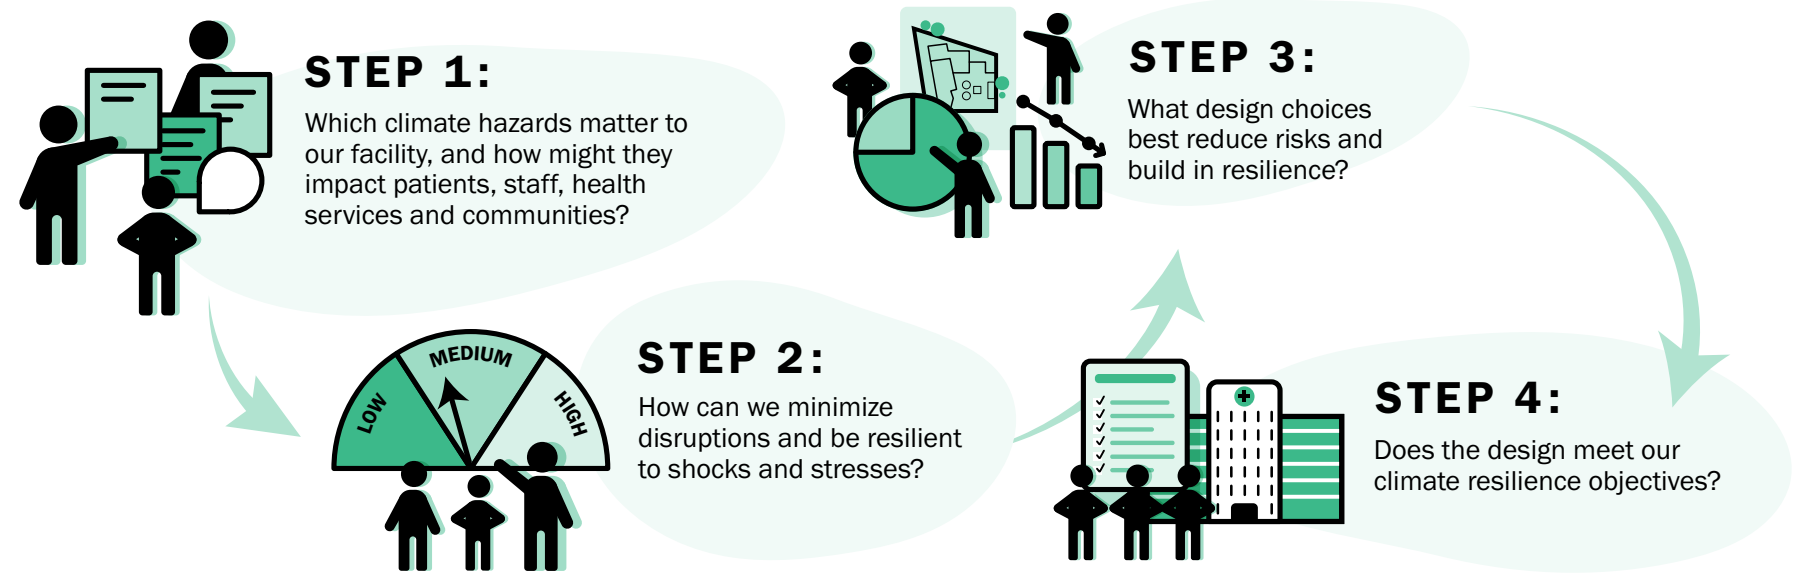 STEP 1:
Which climate hazards matter to
our facility, and how might they
impact patients, staff, health
services and communities?
LOW
MEDIUM
HIGH
STEP 2:
How can we minimize
disruptions and be resilient
to shocks and stresses?
STEP 3:
What design choices
best reduce risks and
build in resilience?
STEP 4:
Does the design meet our
climate resilience objectives?